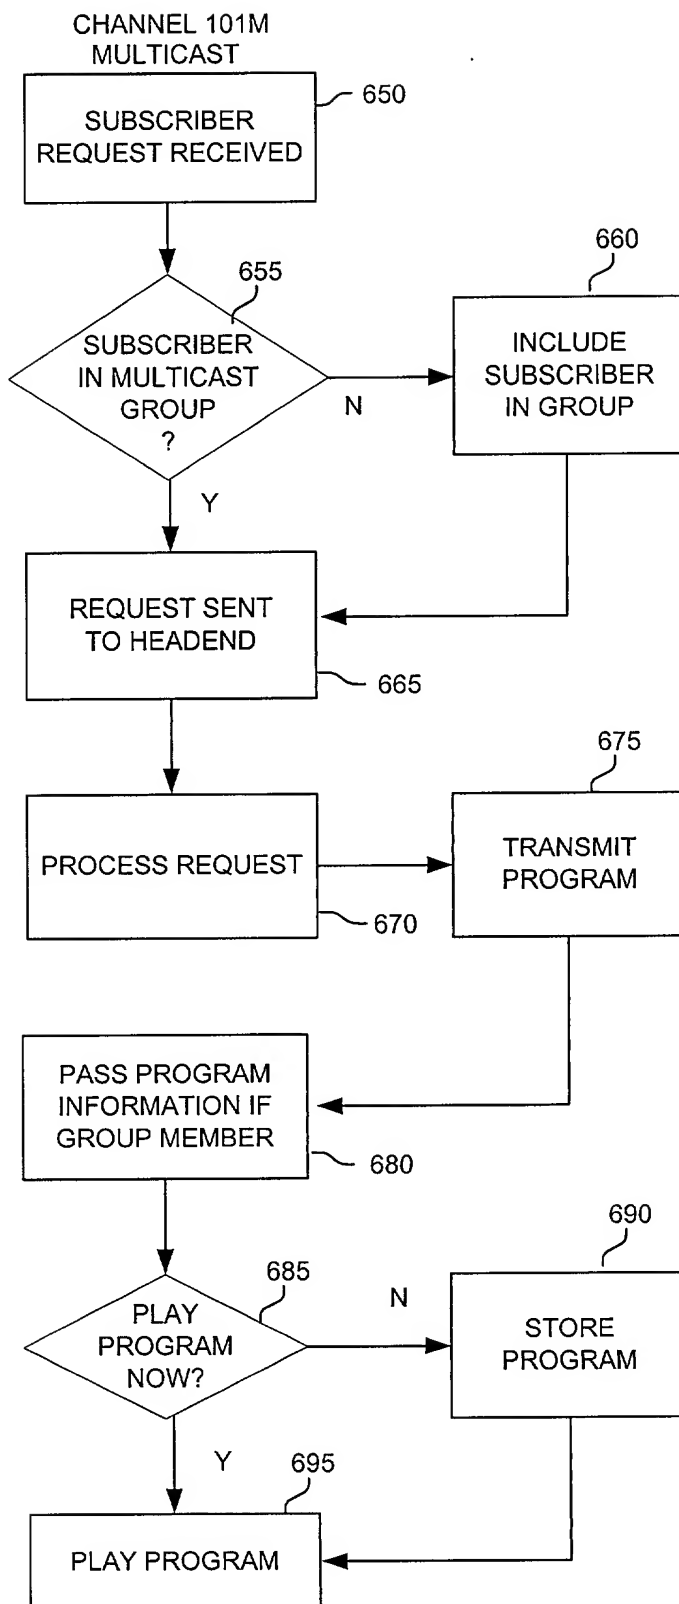 CHANNEL 101M
MULTICAST
650
SUBSCRIBER
REQUEST RECEIVED
655
SUBSCRIBER
IN MULTICAST
GROUP
?
N
Y
660
INCLUDE
SUBSCRIBER
IN GROUP
REQUEST SENT
TO HEADEND
665
PROCESS REQUEST
670
675
TRANSMIT
PROGRAM
PASS PROGRAM
INFORMATION IF
GROUP MEMBER
680
685
PLAY
PROGRAM
NOW?
N
Y
690
STORE
PROGRAM
695
PLAY PROGRAM